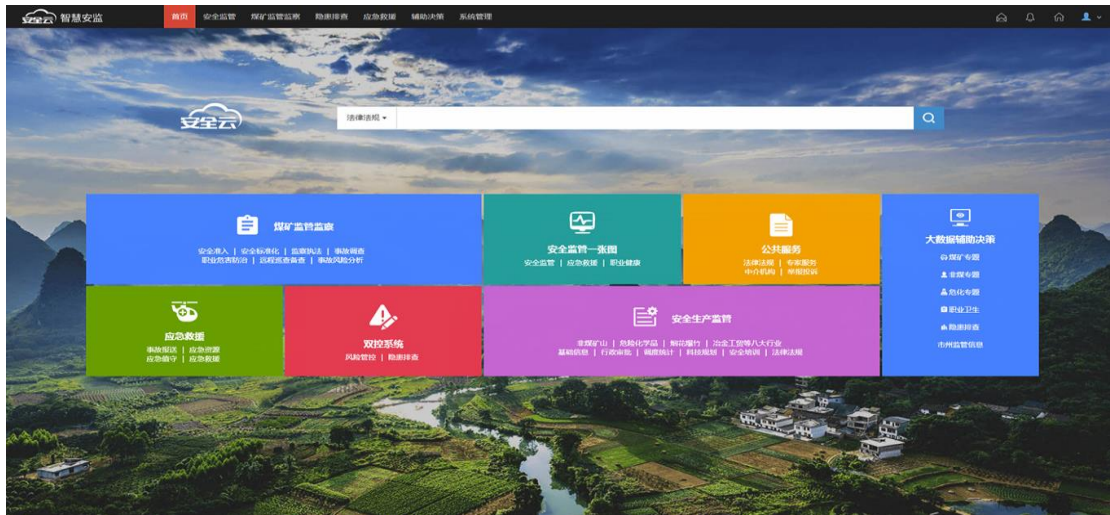 安全云 智慧安监 首页 安全监管 煤矿监管监察 隐患排查 应急救援 辅助决策 系统管理
安全云 法律法规
煤矿监管监察
安全准入 | 安全标准化 | 监察执法 | 事故调查
职业危害防治 | 远程巡查督查 | 事故风险分析
安全监管一张图
安全监管 | 应急救援 | 职业健康
公共服务
法律法规 | 专家服务
中介机构 | 举报投诉
大数据辅助决策
煤矿专题
非煤专题
危化专题
职业卫生
隐患排查
市州监管信息
应急救援
事故报送 | 应急资源
应急值守 | 应急救援
双控系统
风险管控 | 隐患排查
安全生产监管
非煤矿山 | 危险化学品 | 烟花爆竹 | 冶金工贸等八大行业
基础信息 | 行政审批 | 调度统计 | 科技规划 | 安全培训 | 法律法规